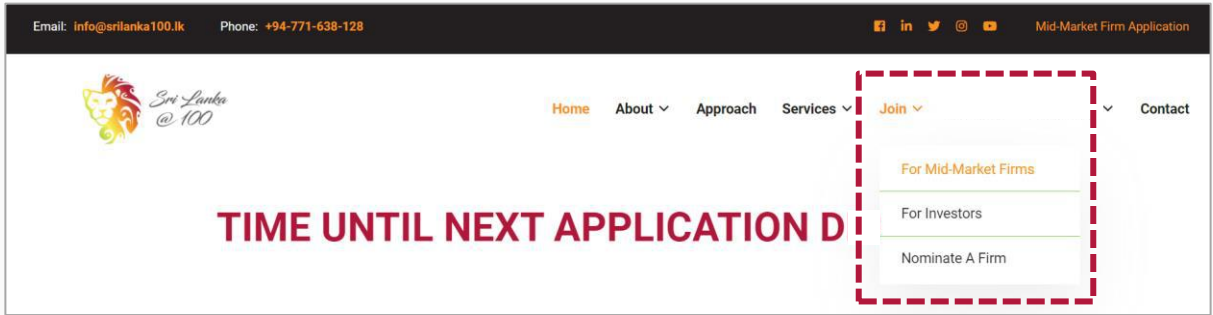 Email: info@srilanka100.lk Phone: +94-771-638-128 Mid-Market Firm Application
Sri Lanka
@ 100
Home About Approach Services Join Contact
For Mid-Market Firms
For Investors
Nominate A Firm
TIME UNTIL NEXT APPLICATION D